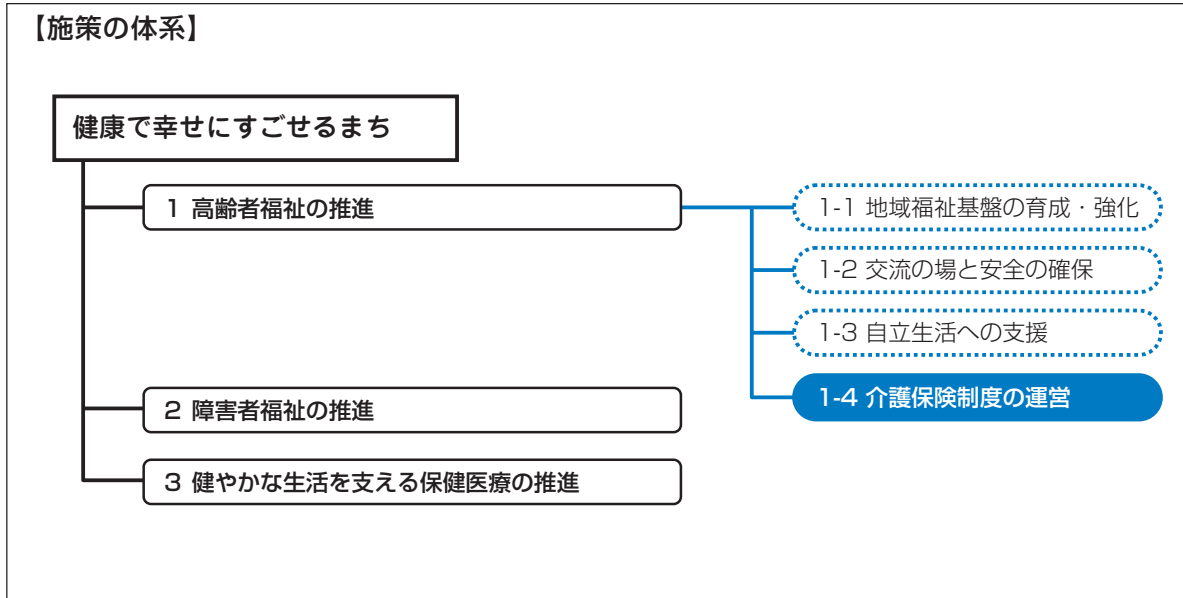 【施策の体系】
健康で幸せにすごせるまち
1 高齢者福祉の推進
1-1 地域福祉基盤の育成・強化
1-2 交流の場と安全の確保
1-3 自立生活への支援
1-4 介護保険制度の運営
2 障害者福祉の推進
3 健やかな生活を支える保健医療の推進